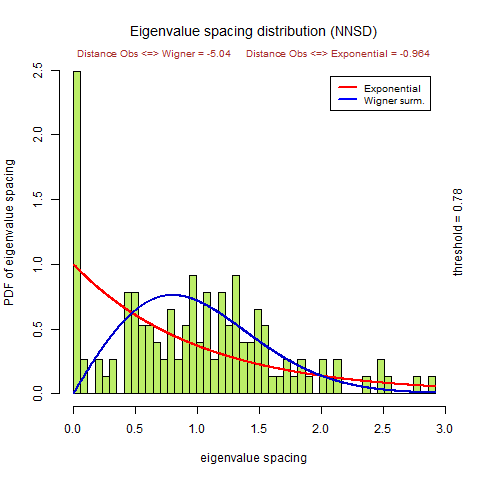 Eigenvalue spacing distribution (NNSD)
Distance Obs <=> Wigner = -5.04 Distance Obs <=> Exponential = -0.964
Exponential
Wigner surm.
2.5
2.0
1.5
1.0
0.5
0.0
PDF of eigenvalue spacing
threshold = 0.78
0.0 0.5 1.0 1.5 2.0 2.5 3.0
eigenvalue spacing